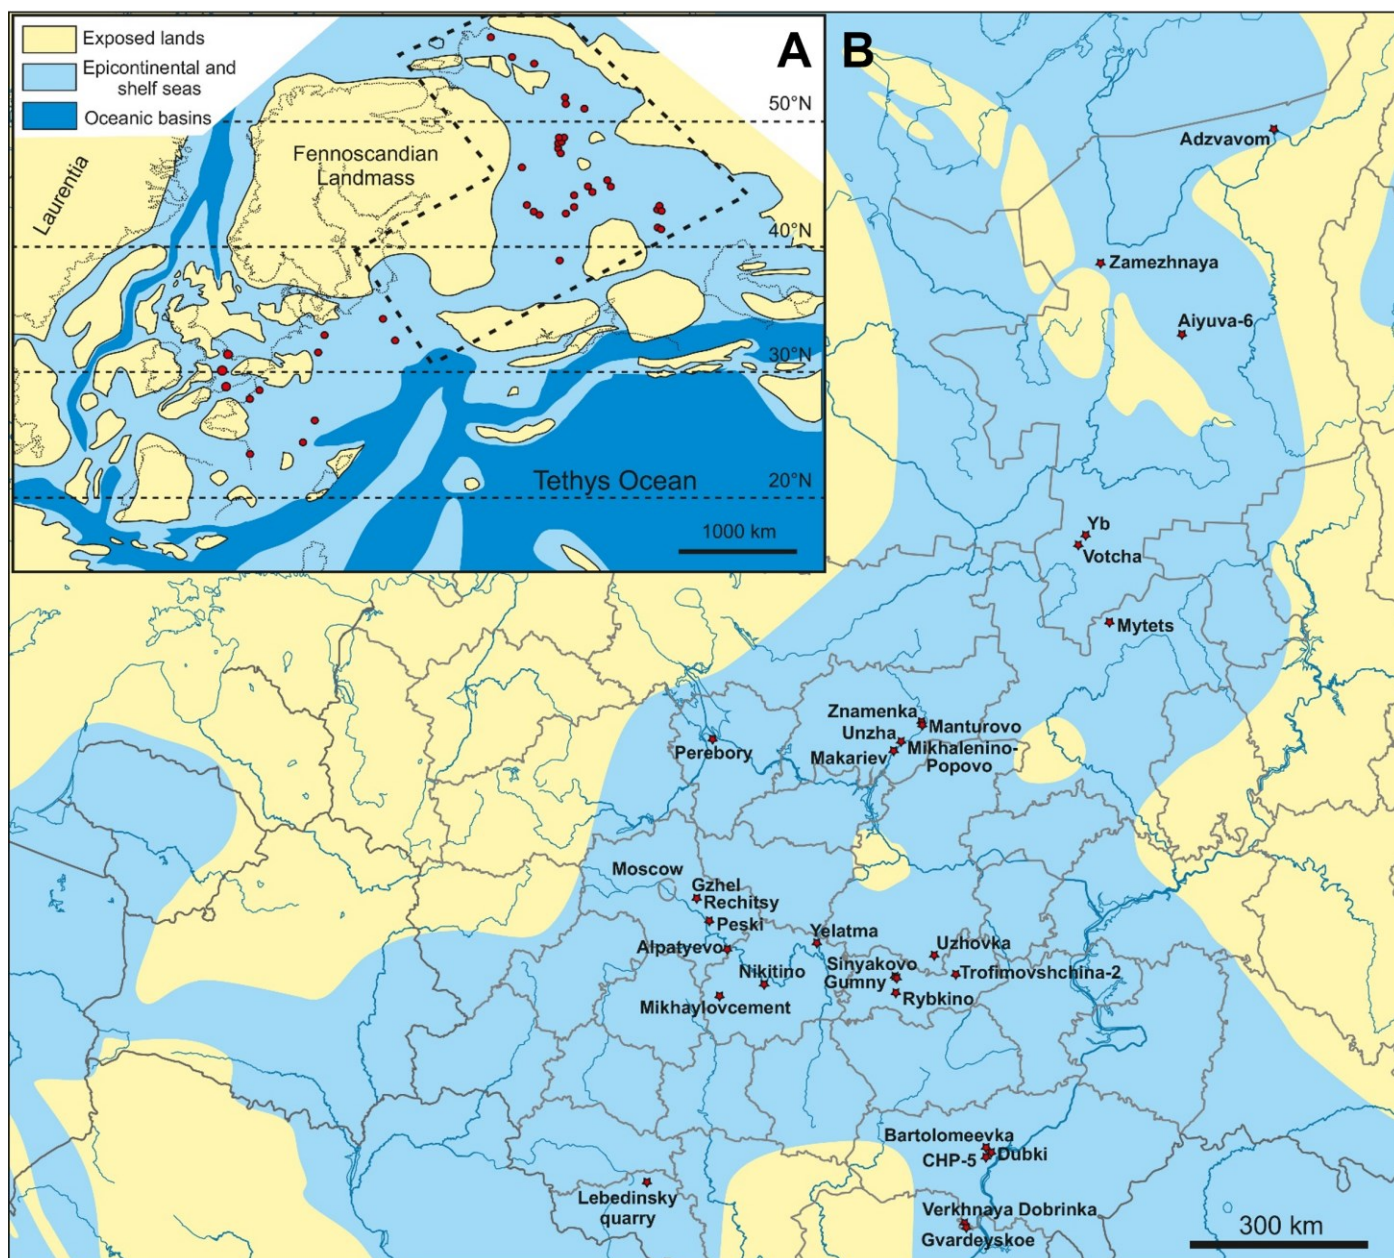 Exposed lands
Epicontinental and
shelf seas
Oceanic basins
A
B
Laurentia
Fennoscandian
Landmass
50°N
40°N
30°N
20°N
Tethys Ocean
1000 km
Adzvavom
Zamezhnaya
Aiyuva-6
Yb
Votcha
Mytets
Znamenka
Manturovo
Unzha
Mikhalenino-
Popovo
Makariev
Perebory
Moscow
Gzhel
Rechitsy
Peski
Alpatyevo
Yelatma
Nikitino
Mikhaylovcement
Uzhovka
Sinyakovo
Trofimovshchina-2
Gumny
Rybkino
Bartolomeevka
Dubki
CHP-5
Lebedinsky
quarry
Verkhnaya Dobrinka
Gvardeyskoe
300 km